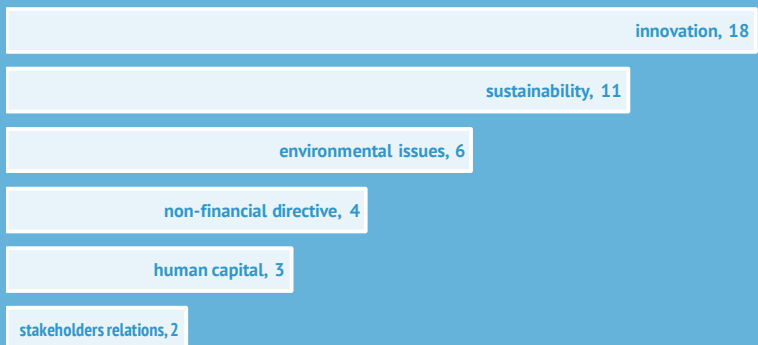 innovation, 18
sustainability, 11
environmental issues, 6
non-financial directive, 4
human capital, 3
stakeholders relations, 2